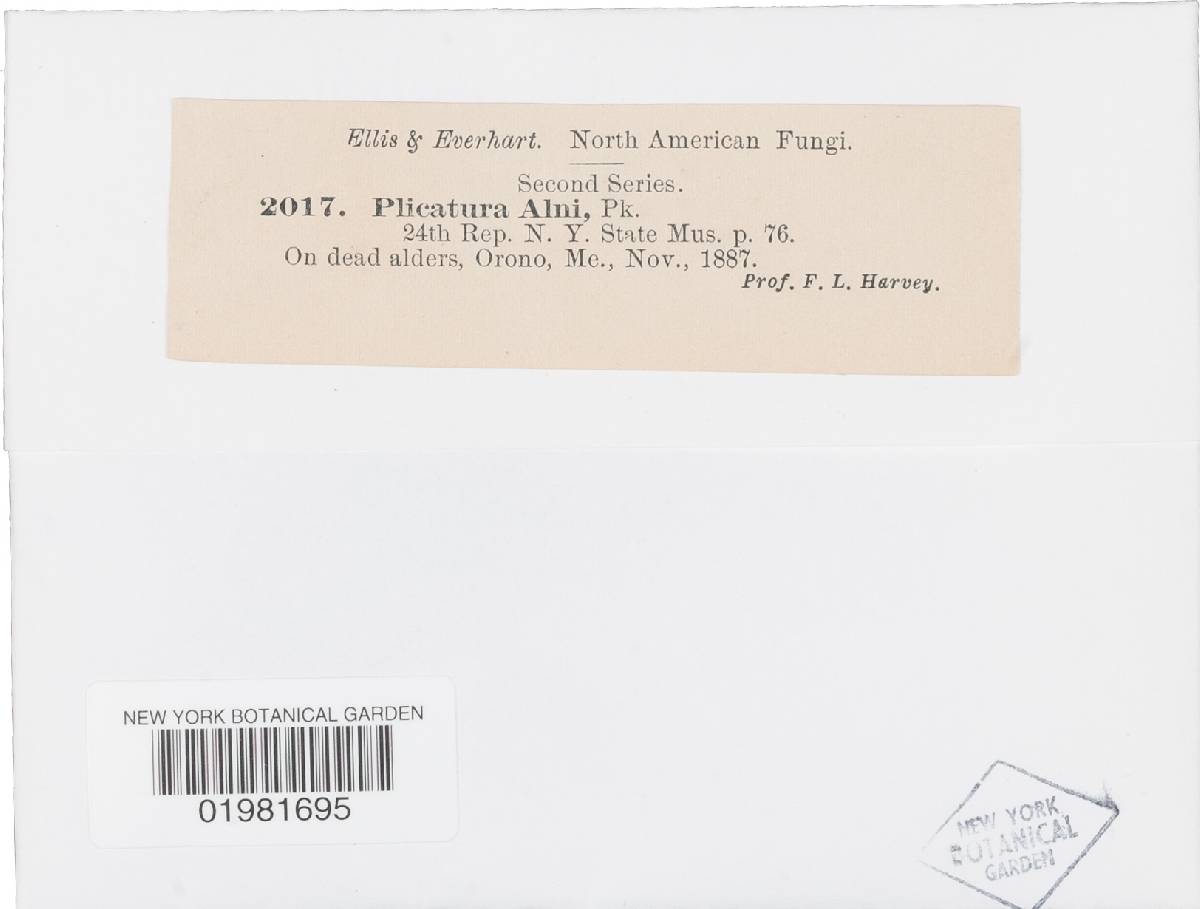 Ellis & Everhart. North American Fungi.
Second Series.
2017. Plicatura Alni, Pk.
24th Rep. N. Y. State Mus. p. 76.
On dead alders, Orono, Me., Nov., 1887.
Prof. F. L. Harvey.
NEW YORK BOTANICAL GARDEN
01981695
NEW YORK
BOTANICAL
GARDEN